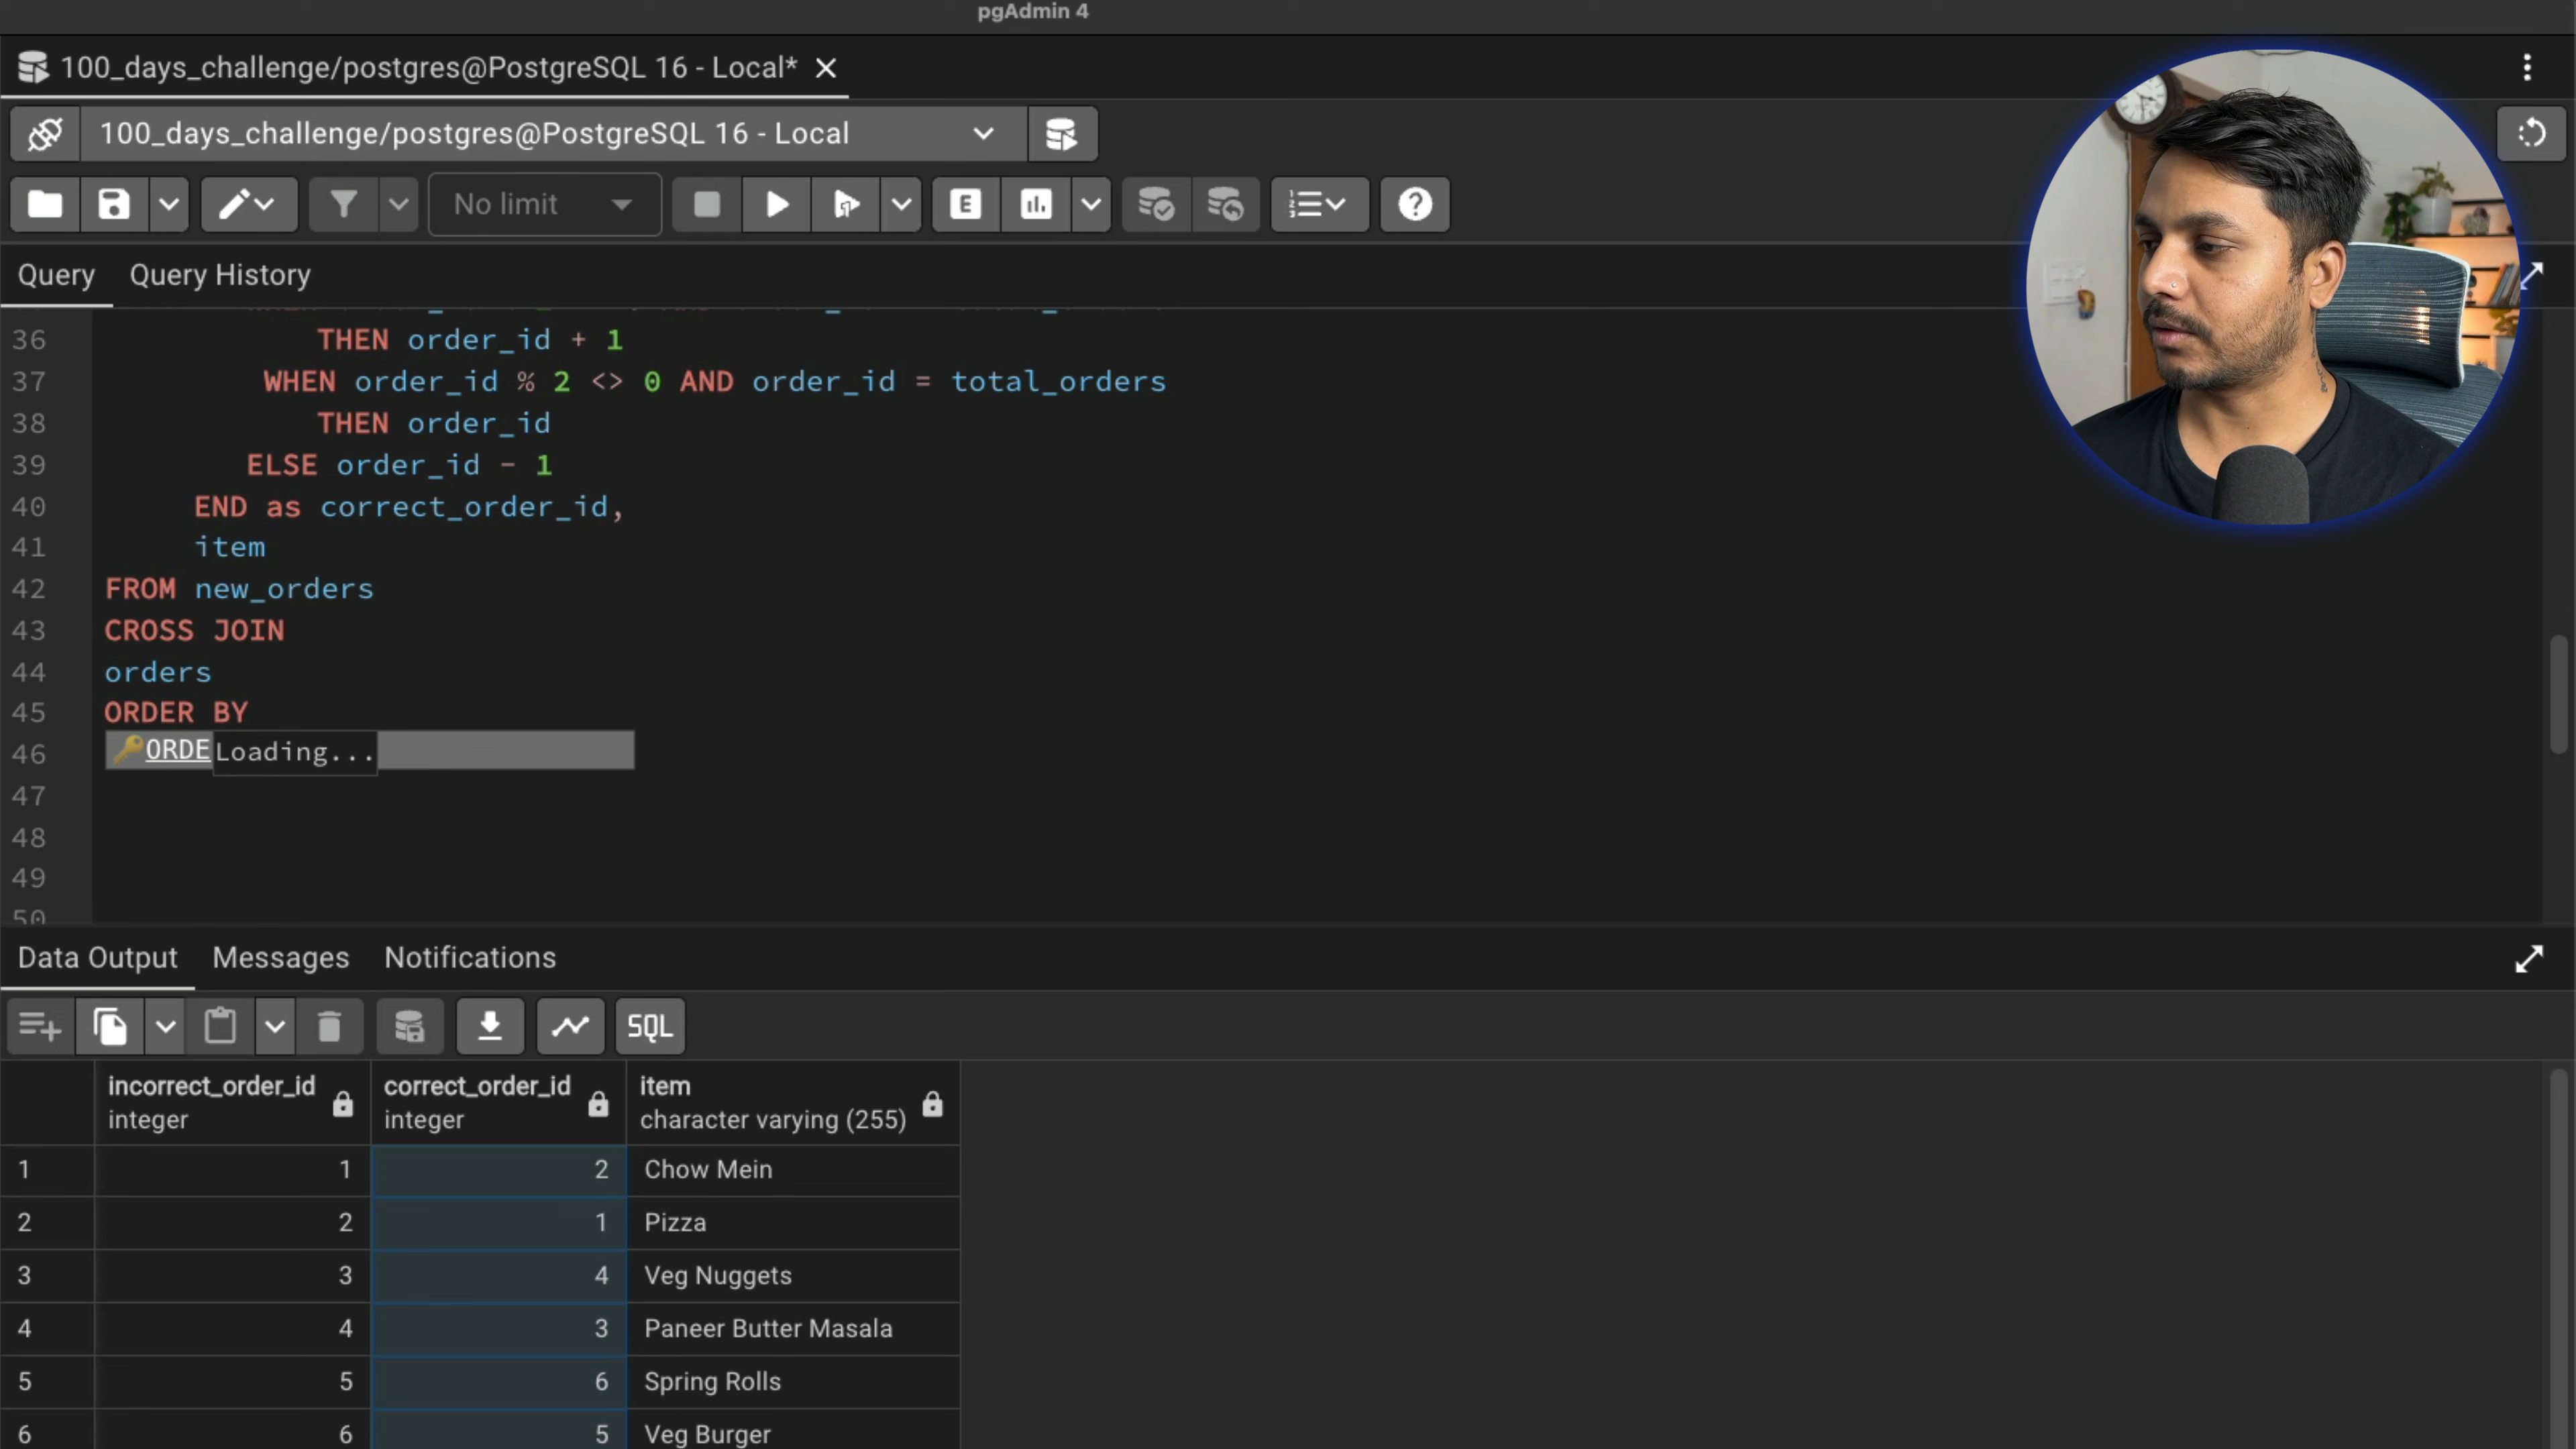 pgAdmin 4
100_days_challenge/postgres@PostgreSQL 16 - Local*
100_days_challenge/postgres@PostgreSQL 16 - Local
No limit
E
Query Query History
36 THEN order_id + 1
37 WHEN order_id % 2 <> 0 AND order_id = total_orders
38 THEN order_id
39 ELSE order_id - 1
40 END as correct_order_id,
41 item
42 FROM new_orders
43 CROSS JOIN
44 orders
45 ORDER BY
46 ORDE Loading...
47
48
49
50
Data Output Messages Notifications
SQL
incorrect_order_id correct_order_id item
integer integer character varying (255)
1 1 2 Chow Mein
2 2 1 Pizza
3 3 4 Veg Nuggets
4 4 3 Paneer Butter Masala
5 5 6 Spring Rolls
6 6 5 Veg Burger